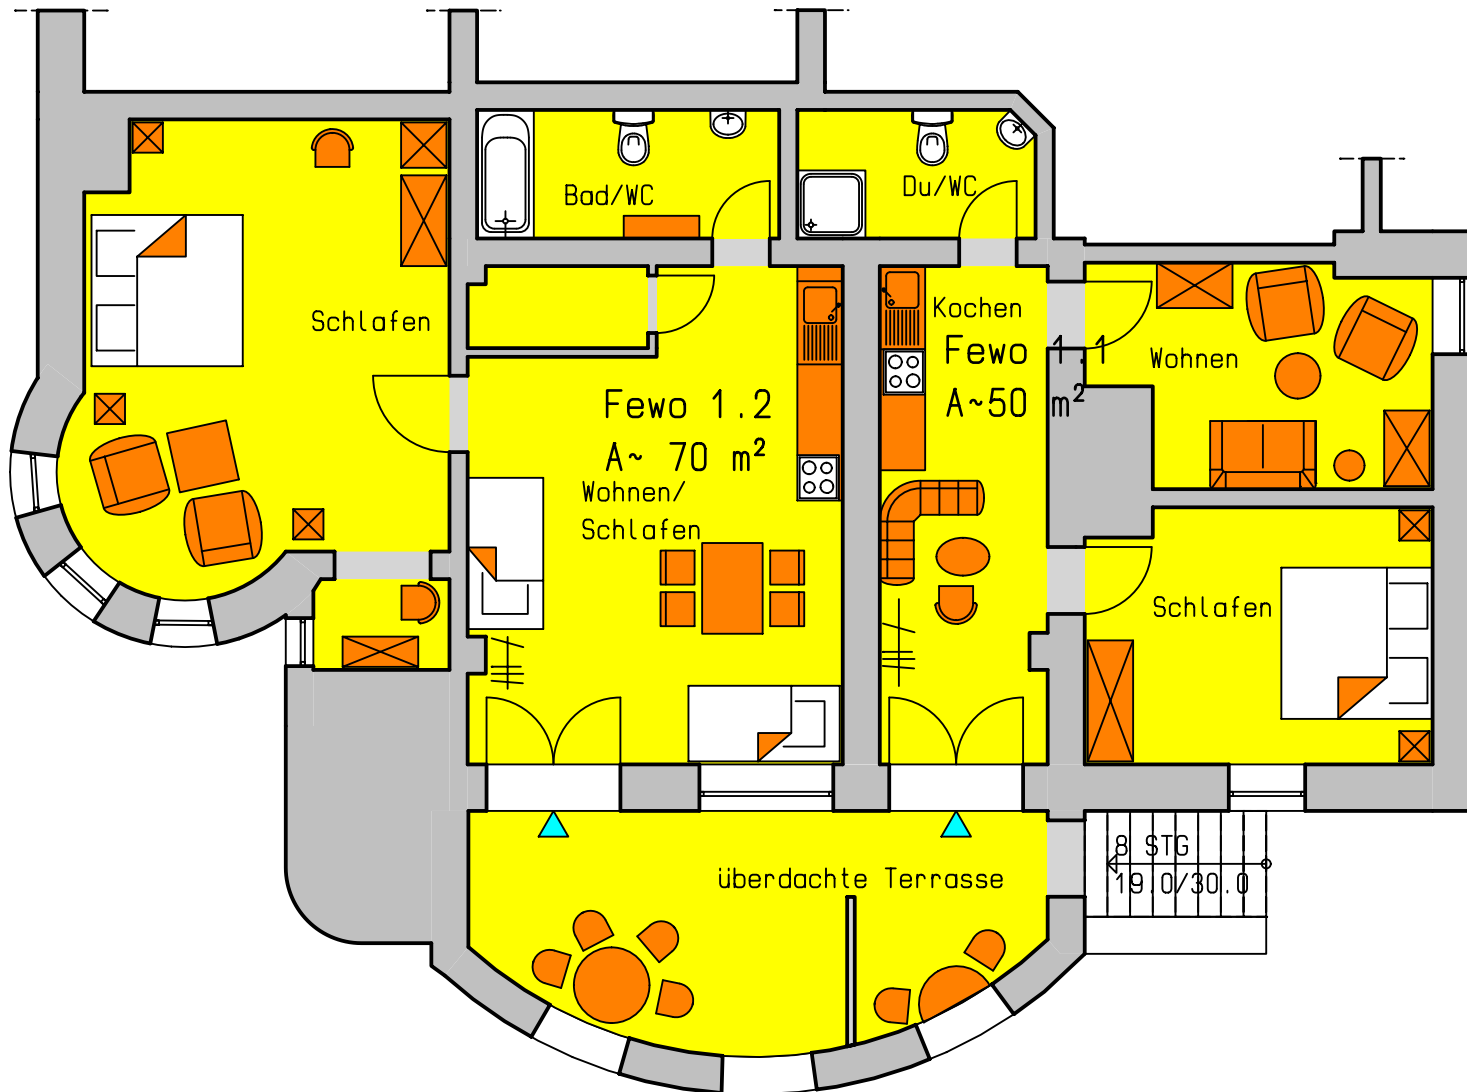 Bad/WC
Du/WC
Schlafen
Kochen
Fewo 1.1
A~50 m²
Wohnen
Fewo 1.2
A~ 70 m²
Wohnen/
Schlafen
Schlafen
überdachte Terrasse
8 STG
19.0/30.0